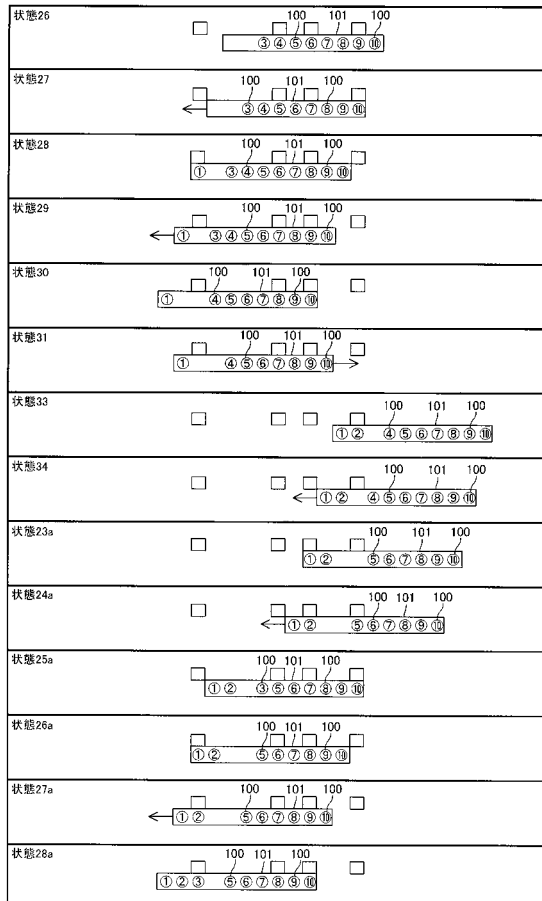 状態26
100 101 100
③④⑤⑥⑦⑧⑨⑩
状態27
100 101 100
③④⑤⑥⑦⑧⑨⑩
状態28
100 101 100
① ③④⑤⑥⑦⑧⑨⑩
状態29
100 101 100
① ③④⑤⑥⑦⑧⑨⑩
状態30
100 101 100
① ④⑤⑥⑦⑧⑨⑩
状態31
100 101 100
① ④⑤⑥⑦⑧⑨⑩
状態33
100 101 100
①② ④⑤⑥⑦⑧⑨⑩
状態34
100 101 100
①② ④⑤⑥⑦⑧⑨⑩
状態23a
100 101 100
①② ⑤⑥⑦⑧⑨⑩
状態24a
100 101 100
①② ⑤⑥⑦⑧⑨⑩
状態25a
100 101 100
①② ③⑤⑥⑦⑧⑨⑩
状態26a
100 101 100
①② ⑤⑥⑦⑧⑨⑩
状態27a
100 101 100
①② ⑤⑥⑦⑧⑨⑩
状態28a
100 101 100
①②③ ⑤⑥⑦⑧⑨⑩